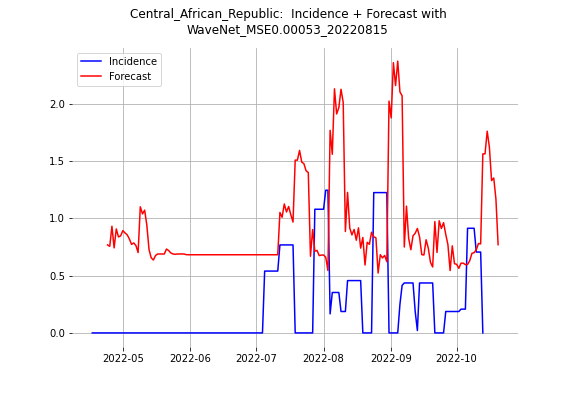 Central_African_Republic:  Incidence + Forecast with
WaveNet_MSE0.00053_20220815
Incidence
Forecast
2.0
1.5
1.0
0.5
0.0
2022-05 2022-06 2022-07 2022-08 2022-09 2022-10